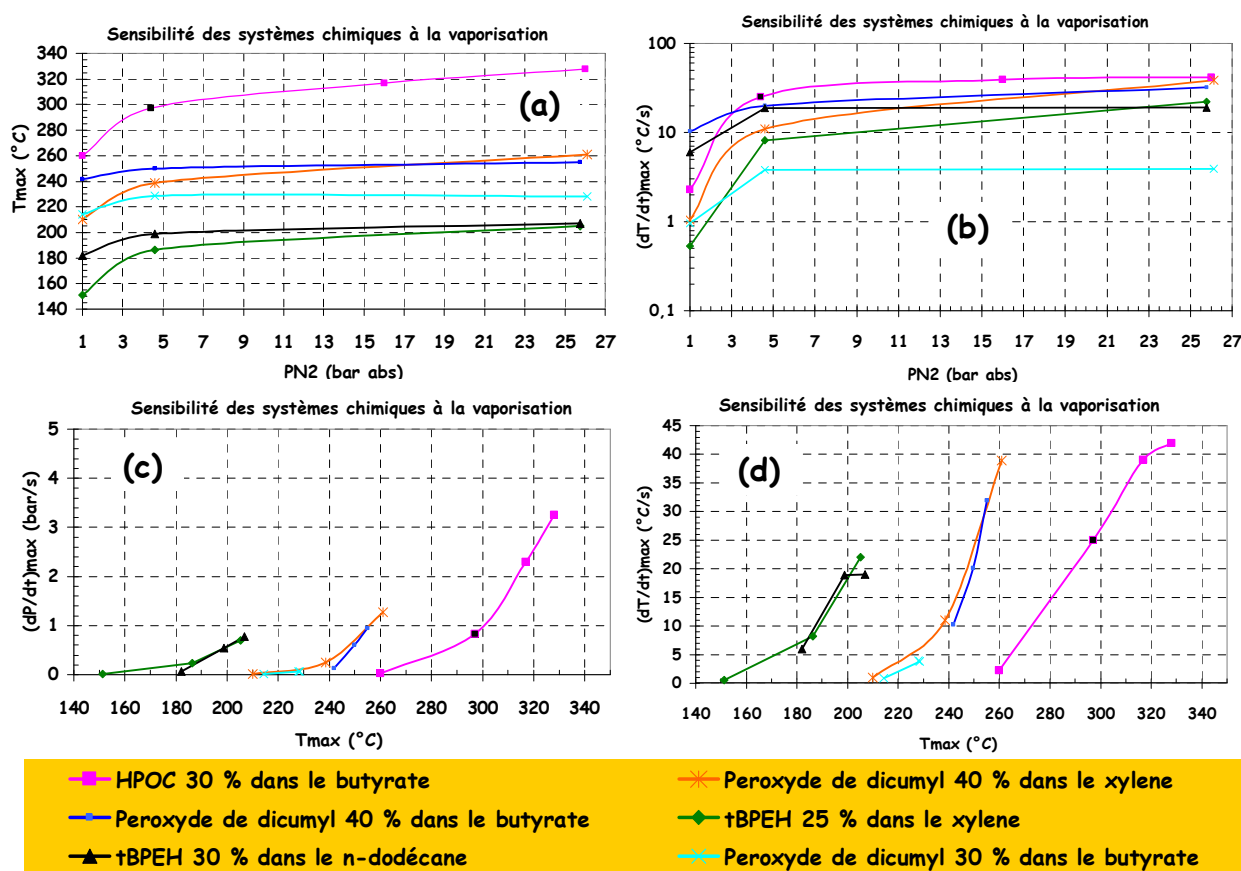 Sensibilité des systèmes chimiques à la vaporisation
340
320
300
280
260
240
220
200
180
160
140
Tmax (°C)
(a)
1 3 5 7 9 11 13 15 17 19 21 23 25 27
PN2 (bar abs)
Sensibilité des systèmes chimiques à la vaporisation
100
10
1
0,1
(dT/dt)max (°C/s)
(b)
1 3 5 7 9 11 13 15 17 19 21 23 25 27
PN2 (bar abs)
Sensibilité des systèmes chimiques à la vaporisation
5
4
3
2
1
0
(dP/dt)max (bar/s)
(c)
140 160 180 200 220 240 260 280 300 320 340
Tmax (°C)
Sensibilité des systèmes chimiques à la vaporisation
45
40
35
30
25
20
15
10
5
0
(dT/dt)max (°C/s)
(d)
140 160 180 200 220 240 260 280 300 320 340
Tmax (°C)
HPOC 30 % dans le butyrate
Peroxyde de dicumyl 40 % dans le xylene
Peroxyde de dicumyl 40 % dans le butyrate
tBPEH 25 % dans le xylene
tBPEH 30 % dans le n-dodécane
Peroxyde de dicumyl 30 % dans le butyrate